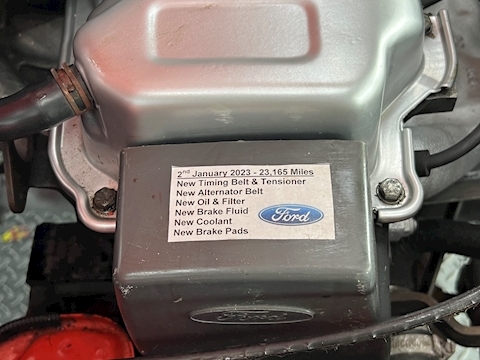 2nd January 2023 - 23,165 Miles
New Timing Belt & Tensioner
New Alternator Belt
New Oil & Filter
New Brake Fluid
New Coolant
New Brake Pads
Ford
Ford